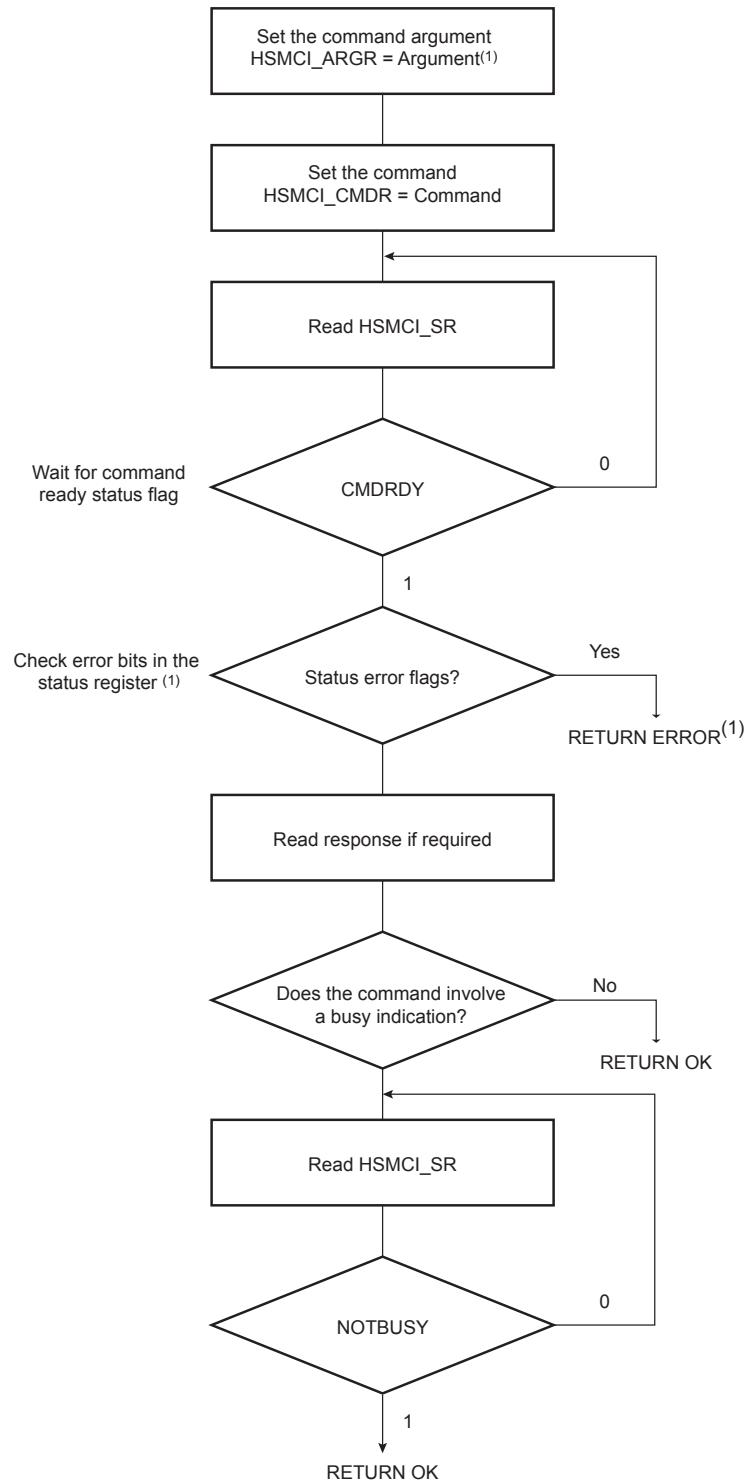 Set the command argument
HSMCI_ARGR = Argument(1)
Set the command
HSMCI_CMDR = Command
Read HSMCI_SR
Wait for command
ready status flag
CMDRDY
0
1
Check error bits in the
status register (1)
Status error flags?
Yes
RETURN ERROR(1)
Read response if required
Does the command involve
a busy indication?
No
RETURN OK
Read HSMCI_SR
NOTBUSY
0
1
RETURN OK